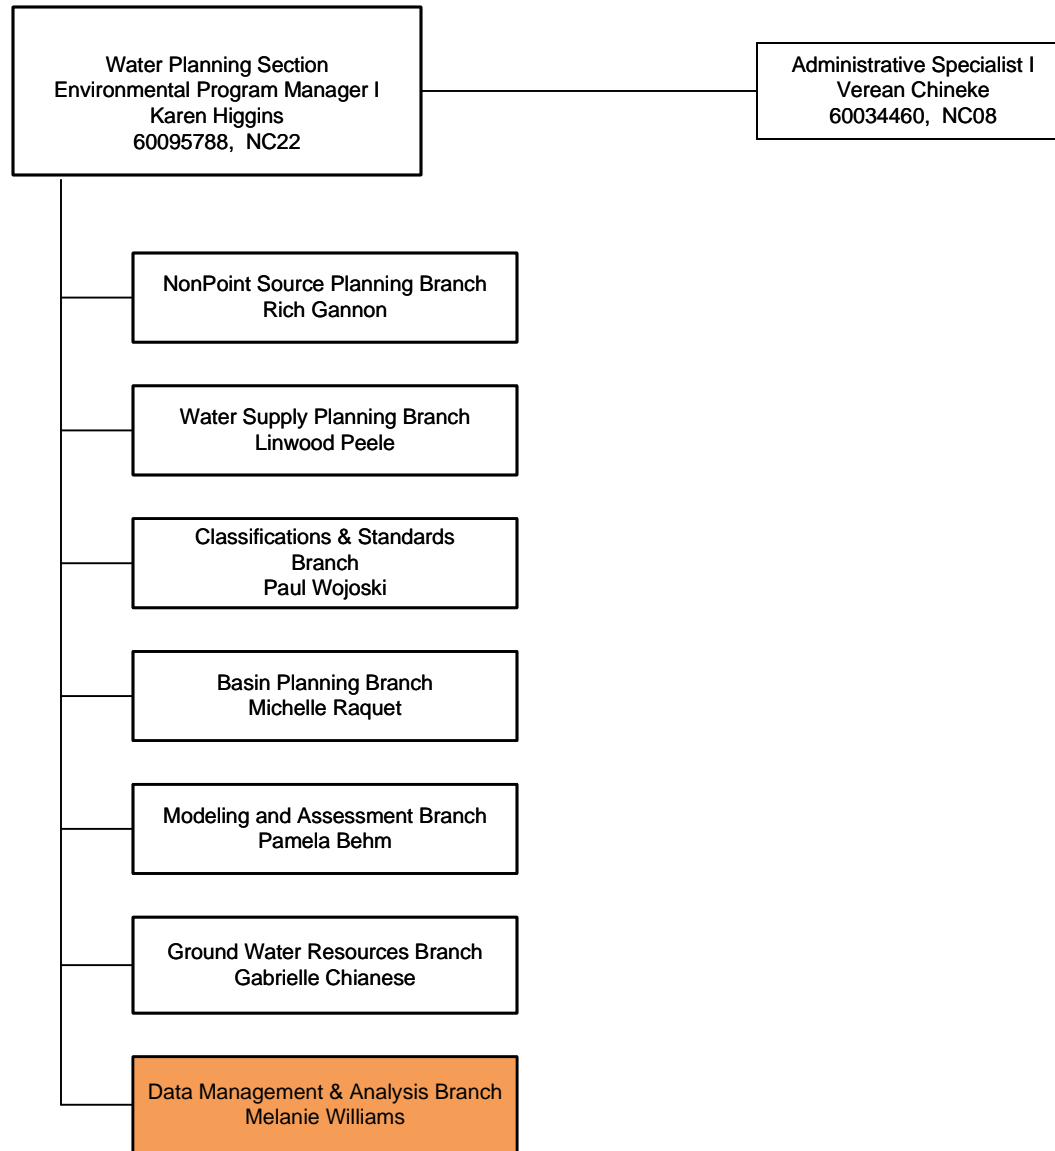 Water Planning Section
Environmental Program Manager I
Karen Higgins
60095788, NC22
Administrative Specialist I
Verean Chineke
60034460, NC08
NonPoint Source Planning Branch
Rich Gannon
Water Supply Planning Branch
Linwood Peele
Classifications & Standards
Branch
Paul Wojoski
Basin Planning Branch
Michelle Raquet
Modeling and Assessment Branch
Pamela Behm
Ground Water Resources Branch
Gabrielle Chianese
Data Management & Analysis Branch
Melanie Williams